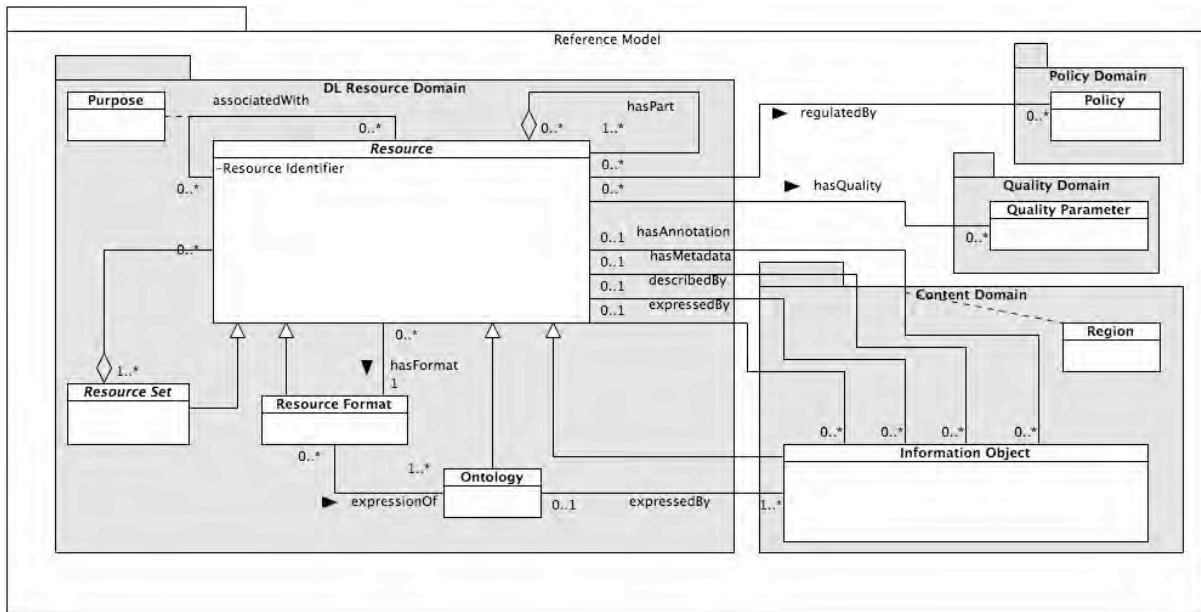 Reference Model
DL Resource Domain
Policy Domain
Purpose
associatedWith
hasPart
regulatedBy
Policy
0..*
0..*
1..*
0..*
Resource
0..*
-Resource Identifier
0..*
0..*
hasQuality
Quality Domain
Quality Parameter
0..*
0..*
hasAnnotation
0..1
hasMetadata
0..1
describedBy
0..1
expressedBy
0..1
Content Domain
Region
0..*
hasFormat
1..*
1
Resource Set
Resource Format
0..*
0..*
0..*
0..*
0..*
1..*
Information Object
Ontology
expressionOf
0..1
expressedBy
1..*